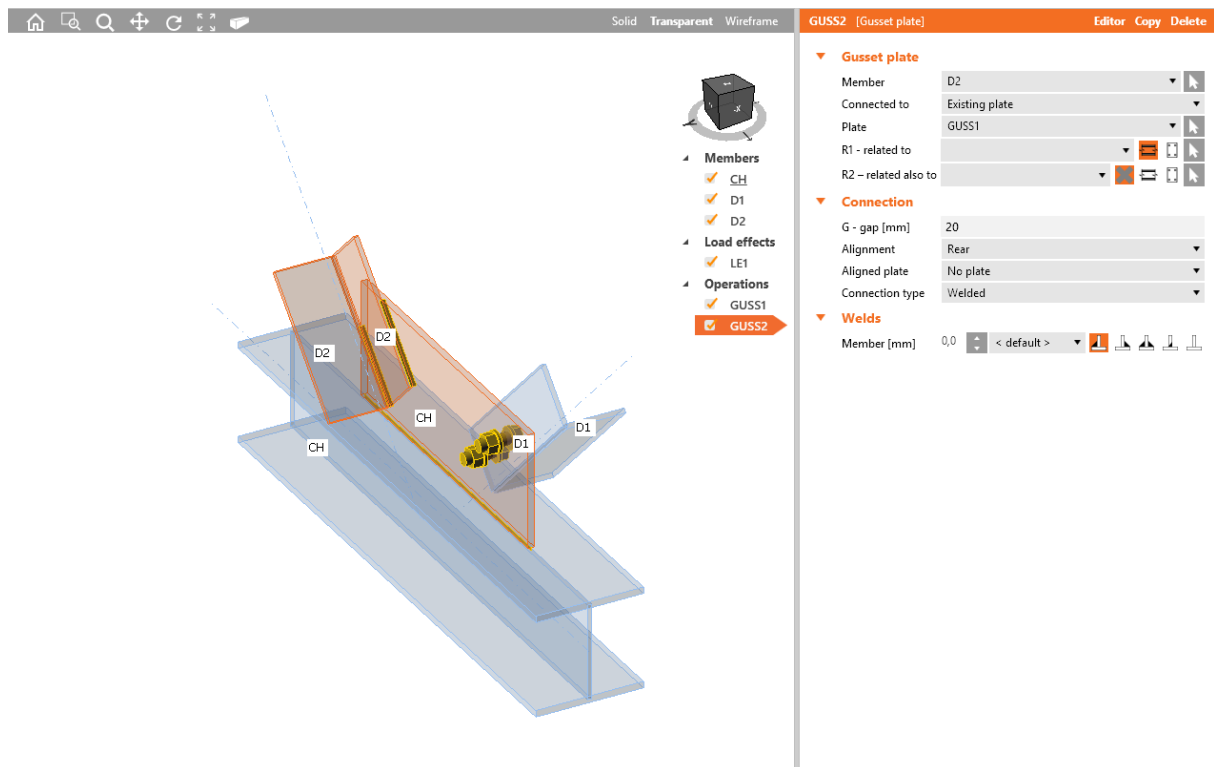 Solid Transparent Wireframe
GUSS2 [Gusset plate] Editor Copy Delete
Gusset plate
Member D2
Connected to Existing plate
Plate GUSS1
R1 - related to
R2 – related also to
Connection
G - gap [mm] 20
Alignment Rear
Aligned plate No plate
Connection type Welded
Welds
Member [mm] 0,0 < default >
-X
Members
CH
D1
D2
Load effects
LE1
Operations
GUSS1
GUSS2
D2
D2
CH
CH
D1
D1